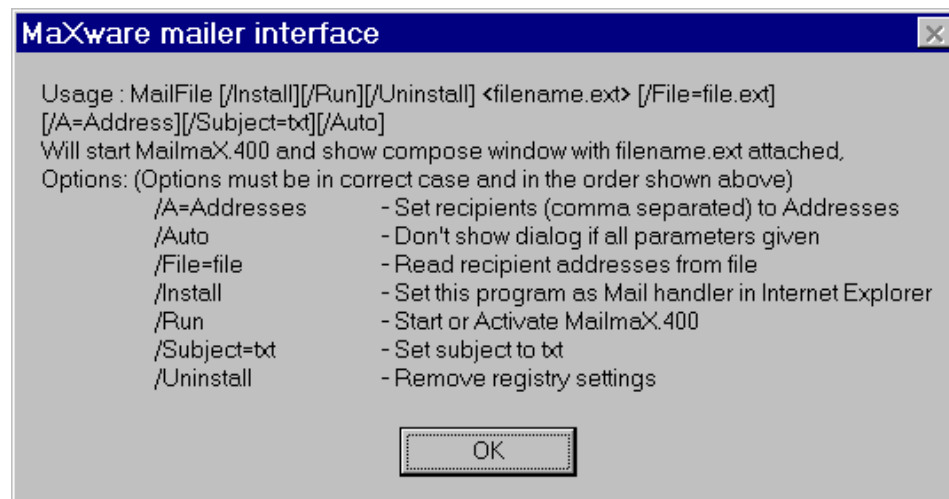 MaXware mailer interface
Usage : MailFile [/Install][/Run][/Uninstall] <filename.ext> [/File=file.ext]
[/A=Address][/Subject=txt][/Auto]
Will start MailmaX.400 and show compose window with filename.ext attached,
Options: (Options must be in correct case and in the order shown above)
/A=Addresses - Set recipients (comma separated) to Addresses
/Auto - Don't show dialog if all parameters given
/File=file - Read recipient addresses from file
/Install - Set this program as Mail handler in Internet Explorer
/Run - Start or Activate MailmaX.400
/Subject=txt - Set subject to txt
/Uninstall - Remove registry settings
OK